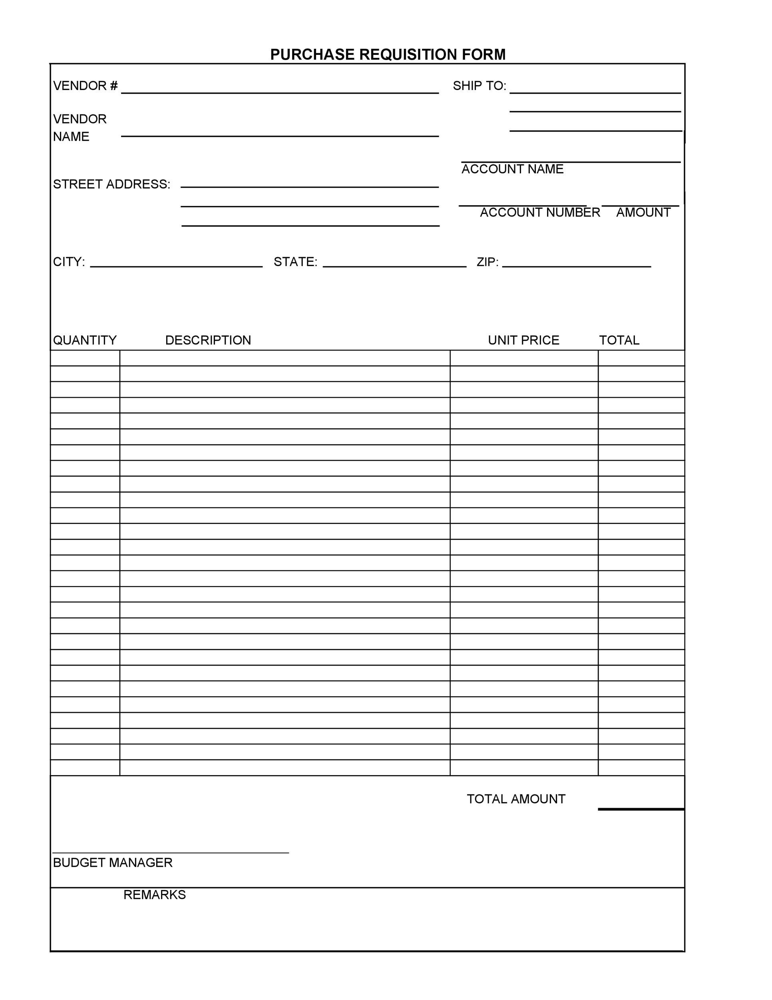 PURCHASE REQUISITION FORM
VENDOR #
SHIP TO:
VENDOR
NAME
ACCOUNT NAME
STREET ADDRESS:
ACCOUNT NUMBER
AMOUNT
CITY:
STATE:
ZIP:
QUANTITY
DESCRIPTION
UNIT PRICE
TOTAL
TOTAL AMOUNT
BUDGET MANAGER
REMARKS